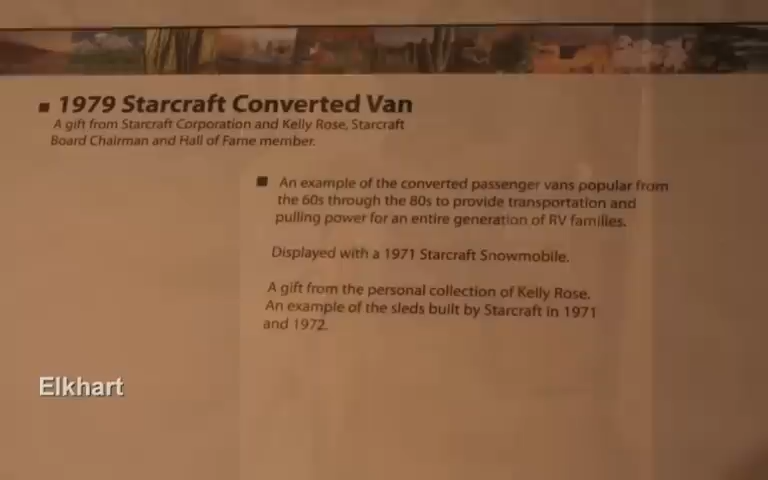 ▪ 1979 Starcraft Converted Van
A gift from Starcraft Corporation and Kelly Rose, Starcraft
Board Chairman and Hall of Fame member.
▪ An example of the converted passenger vans popular from
the 60s through the 80s to provide transportation and
pulling power for an entire generation of RV families.
Displayed with a 1971 Starcraft Snowmobile.
A gift from the personal collection of Kelly Rose.
An example of the sleds built by Starcraft in 1971
and 1972.
Elkhart